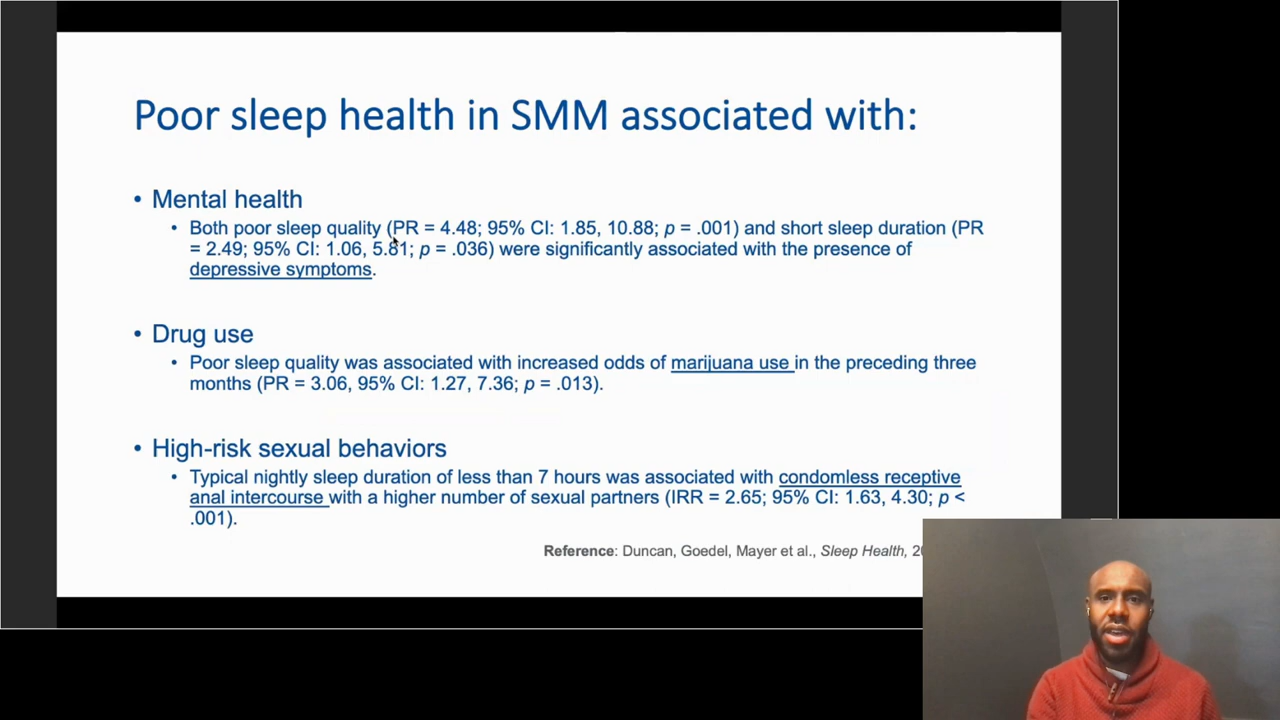 Poor sleep health in SMM associated with:
• Mental health
• Both poor sleep quality (PR = 4.48; 95% CI: 1.85, 10.88; p = .001) and short sleep duration (PR
= 2.49; 95% CI: 1.06, 5.81; p = .036) were significantly associated with the presence of
depressive symptoms.
• Drug use
• Poor sleep quality was associated with increased odds of marijuana use in the preceding three
months (PR = 3.06, 95% CI: 1.27, 7.36; p = .013).
• High-risk sexual behaviors
• Typical nightly sleep duration of less than 7 hours was associated with condomless receptive
anal intercourse with a higher number of sexual partners (IRR = 2.65; 95% CI: 1.63, 4.30; p <
.001).
Reference: Duncan, Goedel, Mayer et al., Sleep Health,